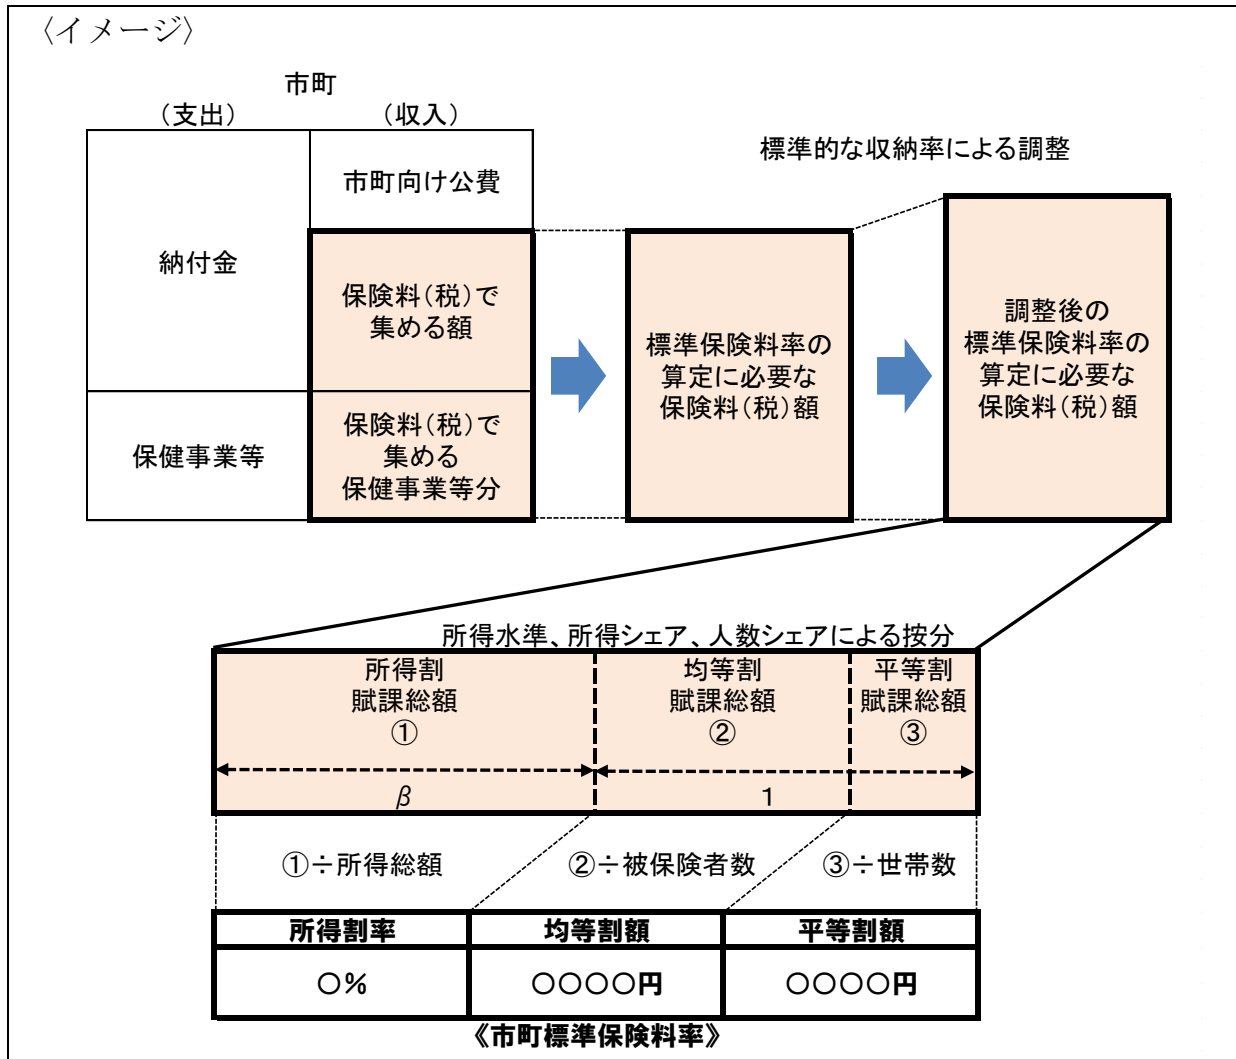 〈イメージ〉
市町
（支出）
（収入）
標準的な収納率による調整
市町向け公費
納付金
保険料（税）で
集める額
標準保険料率の
算定に必要な
保険料（税）額
調整後の
標準保険料率の
算定に必要な
保険料（税）額
保健事業等
保険料（税）で
集める
保健事業等分
所得水準、所得シェア、人数シェアによる按分
所得割
賦課総額
①
均等割
賦課総額
②
平等割
賦課総額
③
β
1
①÷所得総額
②÷被保険者数
③÷世帯数
所得割率
均等割額
平等割額
○%
○○○○円
○○○○円
《市町標準保険料率》